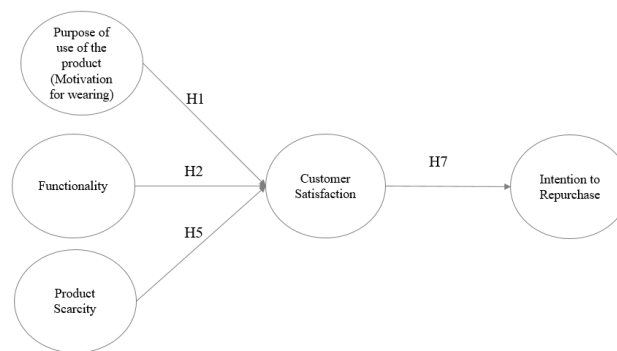 Purpose of
use of the
product
(Motivation
for wearing)
H1
Functionality
H2
Customer
Satisfaction
H7
Intention to
Repurchase
H5
Product
Scarcity